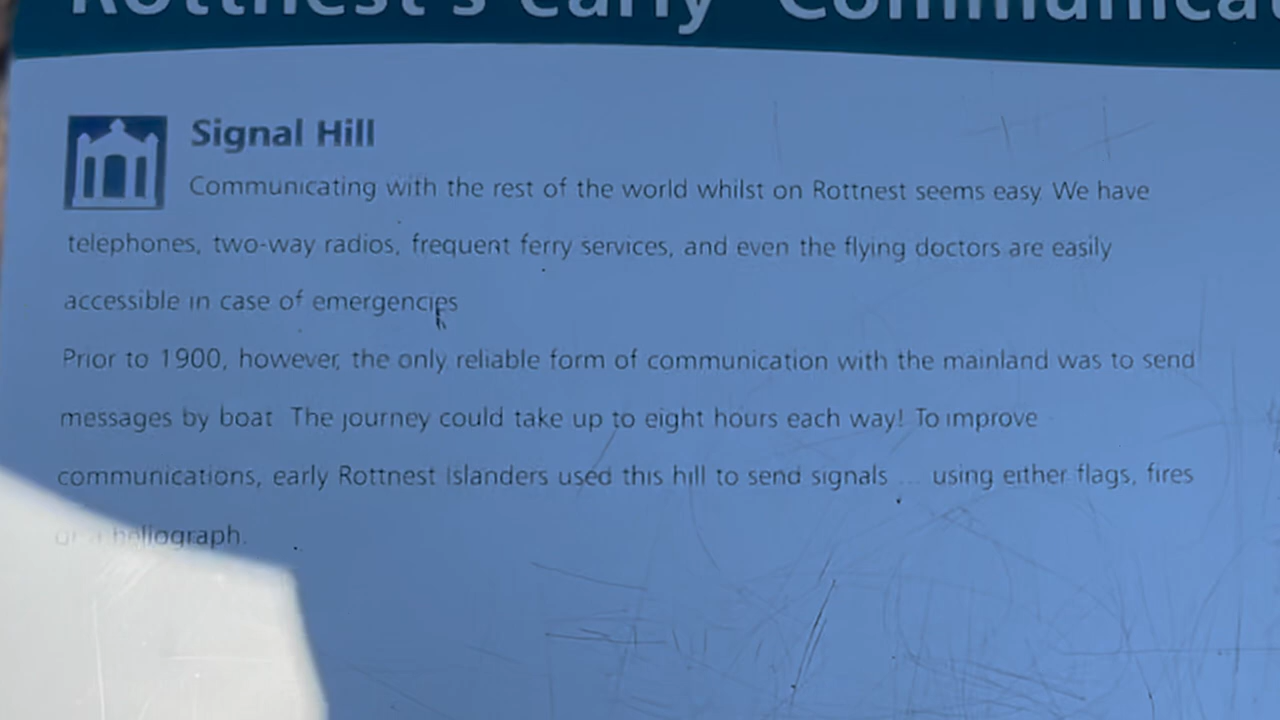 Rottnest's early Communicat
Signal Hill
Communicating with the rest of the world whilst on Rottnest seems easy. We have
telephones, two-way radios, frequent ferry services, and even the flying doctors are easily
accessible in case of emergencies
Prior to 1900, however, the only reliable form of communication with the mainland was to send
messages by boat. The journey could take up to eight hours each way! To improve
communications, early Rottnest Islanders used this hill to send signals ... using either flags, fires
or a heliograph.